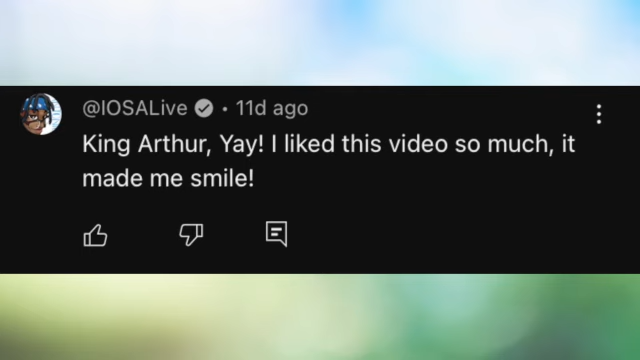 @IOSALive • 11d ago
King Arthur, Yay! I liked this video so much, it
made me smile!